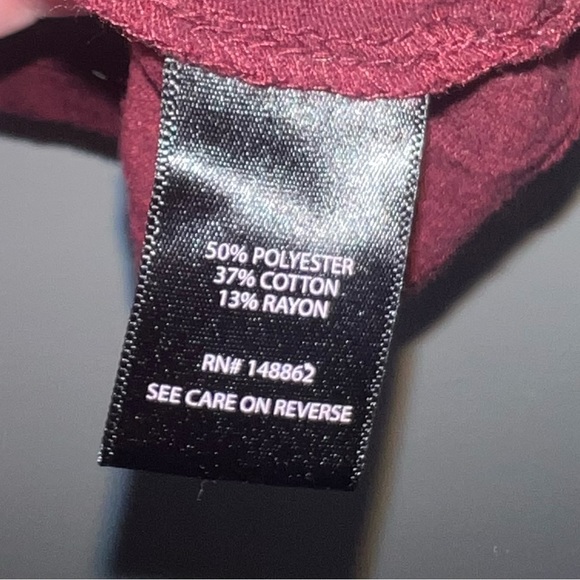 50% POLYESTER
37% COTTON
13% RAYON
RN# 148862
SEE CARE ON REVERSE